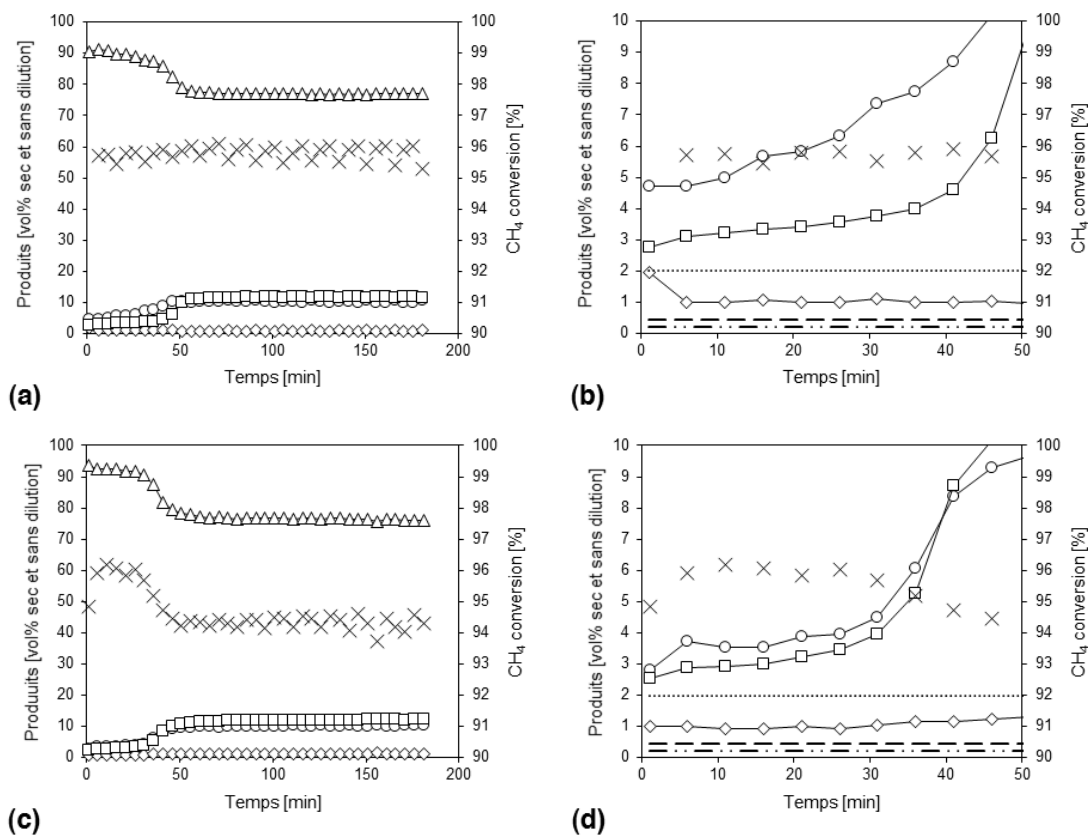 100 100
90 99
80 98
70 97
60 96
50 95
40 94
30 93
20 92
10 91
0 90
0 50 100 150 200
Temps [min]
Produits [vol% sec et sans dilution]
CH4 conversion [%]
(a)
10 100
9 99
8 98
7 97
6 96
5 95
4 94
3 93
2 92
1 91
0 90
0 10 20 30 40 50
Temps [min]
Produits [vol% sec et sans dilution]
CH4 conversion [%]
(b)
100 100
90 99
80 98
70 97
60 96
50 95
40 94
30 93
20 92
10 91
0 90
0 50 100 150 200
Temps [min]
Produuits [vol% sec et sans dilution]
CH4 conversion [%]
(c)
10 100
9 99
8 98
7 97
6 96
5 95
4 94
3 93
2 92
1 91
0 90
0 10 20 30 40 50
Temps [min]
Produits [vol% sec et sans dilution]
CH4 conversion [%]
(d)